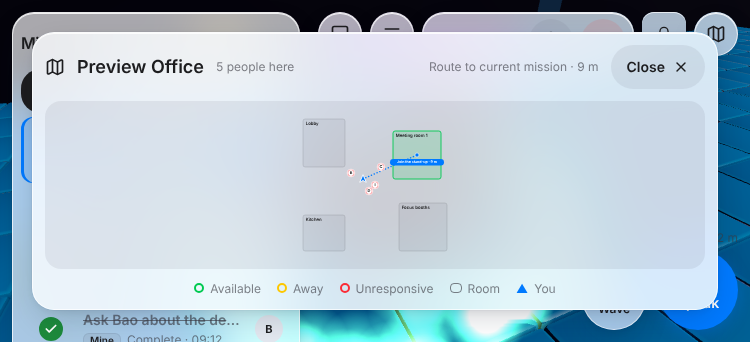 Preview Office
5 people here
Route to current mission · 9 m
Close
Lobby
Meeting room 1
Kitchen
Focus booths
Available
Away
Unresponsive
Room
You
Ask Bao about the de...
B
Mine
Complete · 09:12
Wave